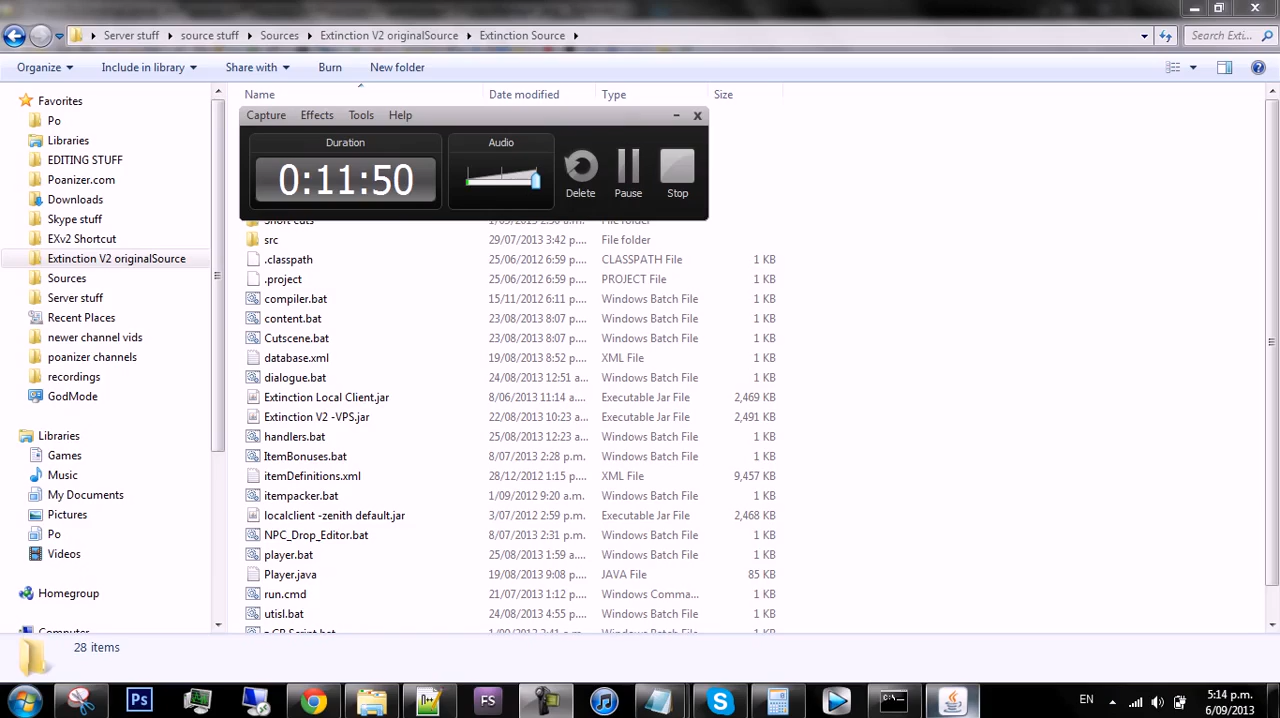 Server stuff
source stuff
Sources
Extinction V2 originalSource
Extinction Source
Search Exti...
Organize
Include in library
Share with
Burn
New folder
Favorites
Po
Libraries
EDITING STUFF
Poanizer.com
Downloads
Skype stuff
EXv2 Shortcut
Extinction V2 originalSource
Sources
Server stuff
Recent Places
newer channel vids
poanizer channels
recordings
GodMode
Libraries
Games
Music
My Documents
Pictures
Po
Videos
Homegroup
Computer
Name Date modified Type Size
Capture Effects Tools Help
Duration
0:11:50
Audio
Delete
Pause
Stop
src 29/07/2013 3:42 p.... File folder
.classpath 25/06/2012 6:59 p.... CLASSPATH File 1 KB
.project 25/06/2012 6:59 p.... PROJECT File 1 KB
compiler.bat 15/11/2012 6:11 p.... Windows Batch File 1 KB
content.bat 23/08/2013 8:07 p.... Windows Batch File 1 KB
Cutscene.bat 23/08/2013 8:07 p.... Windows Batch File 1 KB
database.xml 19/08/2013 8:52 p.... XML File 1 KB
dialogue.bat 24/08/2013 12:51 a... Windows Batch File 1 KB
Extinction Local Client.jar 8/06/2013 11:14 a.... Executable Jar File 2,469 KB
Extinction V2 -VPS.jar 22/08/2013 10:23 a... Executable Jar File 2,491 KB
handlers.bat 25/08/2013 12:23 a... Windows Batch File 1 KB
ItemBonuses.bat 8/07/2013 2:28 p.m. Windows Batch File 1 KB
itemDefinitions.xml 28/12/2012 1:15 p.... XML File 9,457 KB
itempacker.bat 1/09/2012 9:20 a.m. Windows Batch File 1 KB
localclient -zenith default.jar 3/07/2012 2:59 p.m. Executable Jar File 2,468 KB
NPC_Drop_Editor.bat 8/07/2013 2:31 p.m. Windows Batch File 1 KB
player.bat 25/08/2013 1:59 a... Windows Batch File 1 KB
Player.java 19/08/2013 9:08 p.... JAVA File 85 KB
run.cmd 21/07/2013 1:12 p.... Windows Comma... 1 KB
utisl.bat 24/08/2013 4:55 p.... Windows Batch File 1 KB
28 items
Ps
FS
EN
5:14 p.m.
6/09/2013